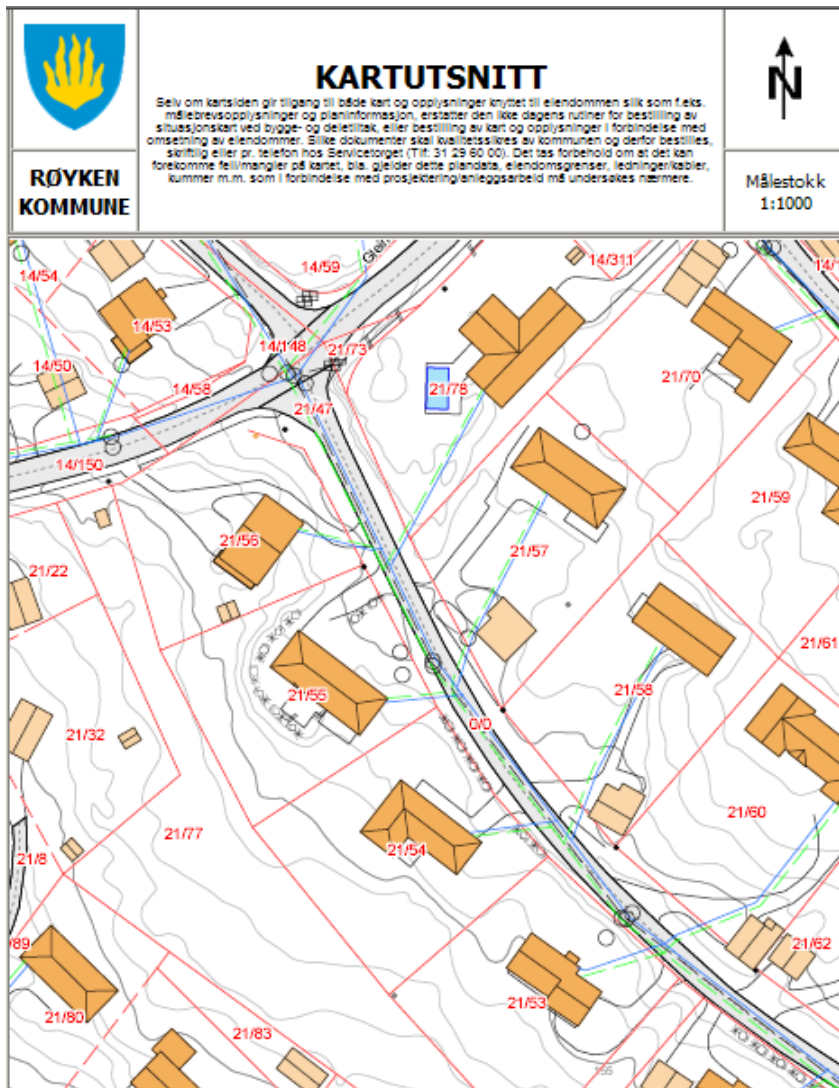 KARTUTSNITT
Selv om kartsiden gir tilgang til både kart og opplysninger knyttet til eiendommen slik som f.eks.
målebrevsopplysninger og planinformasjon, erstatter den ikke dagens rutiner for bestilling av
situasjonskart ved bygge- og deletiltak, eller bestilling av kart og opplysninger i forbindelse med
omsetning av eiendommer. Slike dokumenter skal kvalitetssikres av kommunen og derfor bestilles,
skriftlig eller pr. telefon hos Servicetorget (Tlf: 31 29 60 00). Det tas forbehold om at det kan
forekomme feil/mangler på kartet, bla. gjelder dette plandata, eiendomsgrenser, ledninger/kabler,
kummer m.m. som i forbindelse med prosjektering/anleggsarbeid må undersøkes nærmere.
N
RØYKEN
KOMMUNE
Målestokk
1:1000
14/54
14/59
14/311
14/53
14/148
21/73
14/50
14/58
21/78
21/70
21/47
14/150
21/59
21/56
21/57
21/22
21/61
21/55
21/58
0/0
21/32
21/60
21/77
21/54
21/8
21/62
21/53
21/80
21/83
155